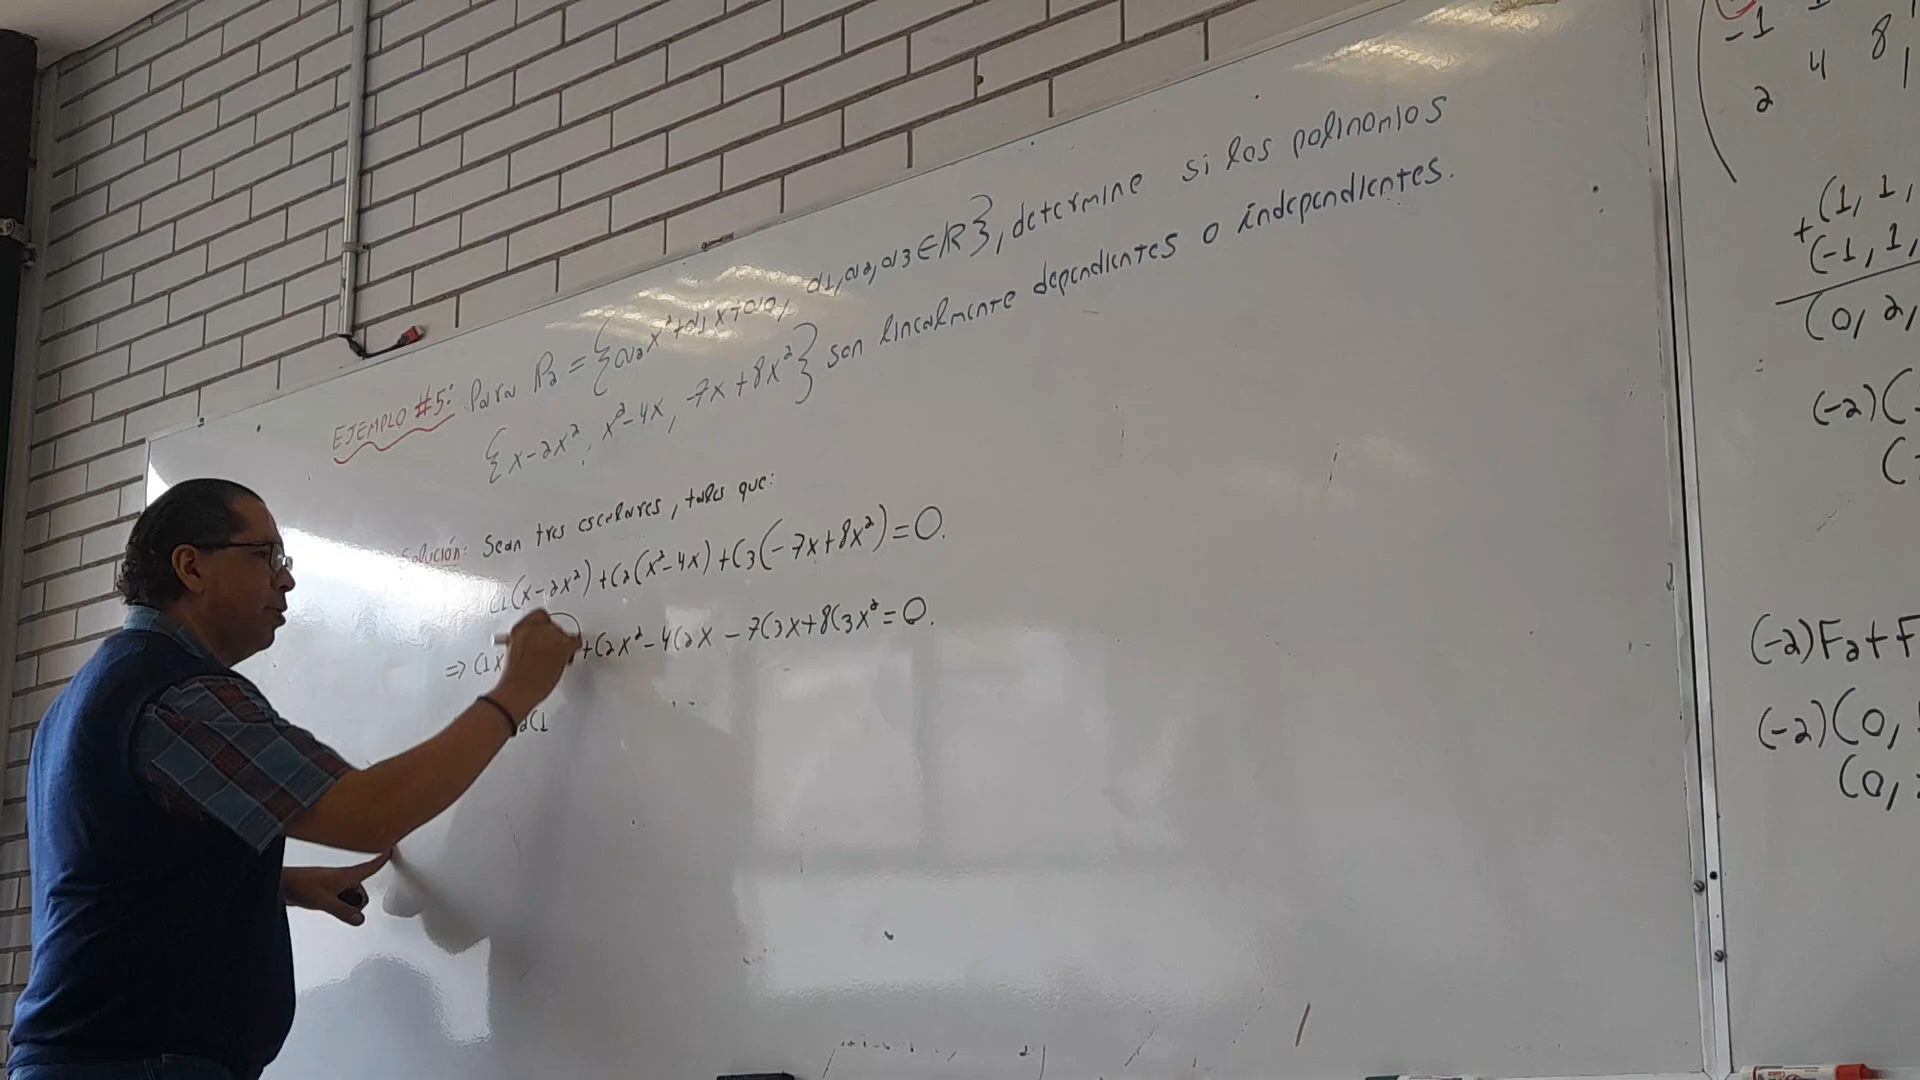 EJEMPLO #5: Para P2 = {a2x²+a1x+a0, a1,a2,a3∈ℝ}, determine si los polinomios
{x-2x², x²-4x, -7x+8x²} son linealmente dependientes o independientes.
Solución: Sean tres escalares, tales que:
C1(x-2x²)+C2(x²-4x)+C3(-7x+8x²)=0.
⇒ C1x +C2x²-4C2x-7C3x+8C3x²=0.
2C1
-1
2 4 8
(1, 1,
+(-1, 1,
(0, 2,
(-2)(
(-2)F2+F
(-2)(0,
(0,